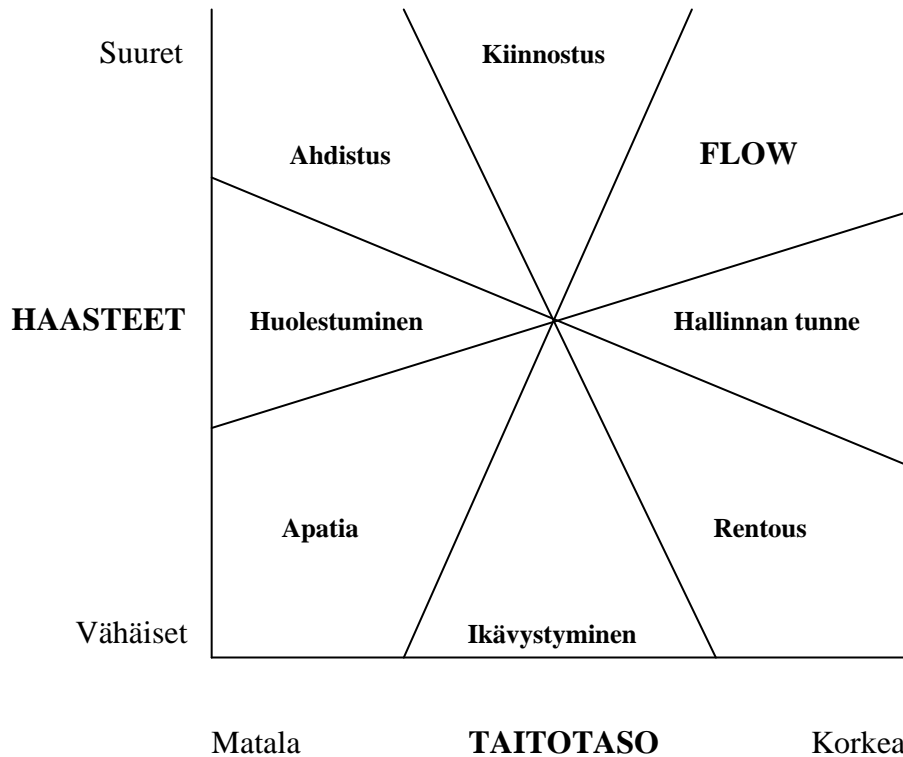 Suuret
Kiinnostus
Ahdistus
FLOW
HAASTEET
Huolestuminen
Hallinnan tunne
Apatia
Rentous
Vähäiset
Ikävystyminen
Matala
TAITOTASO
Korkea